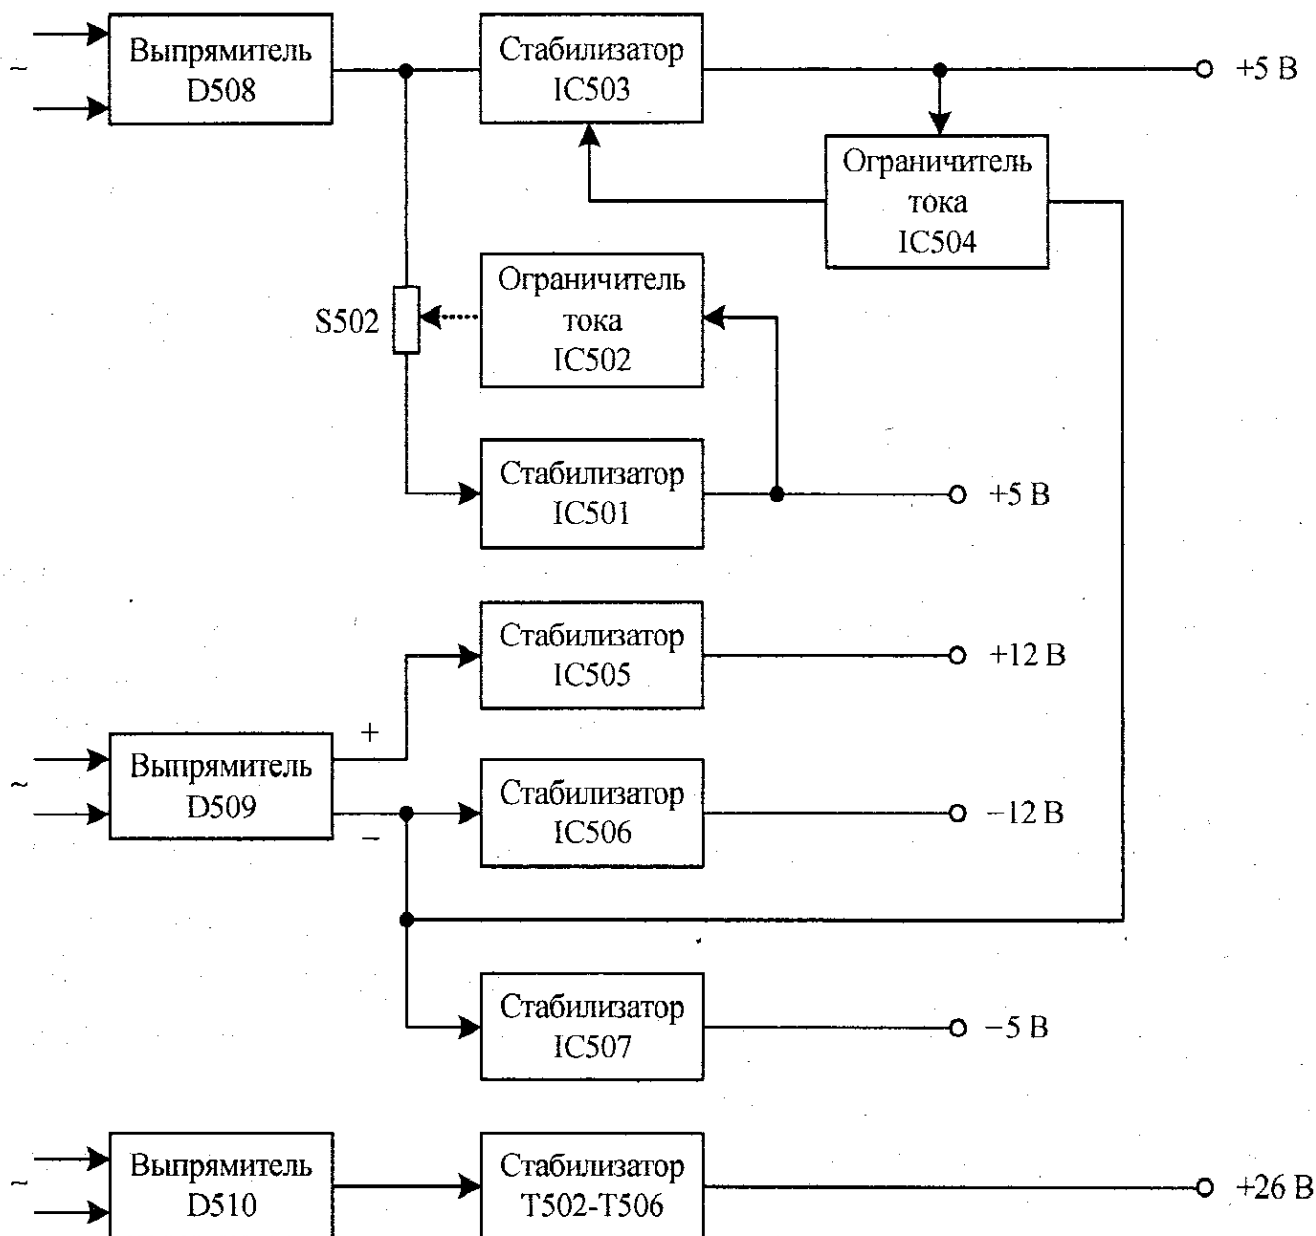 ~
Выпрямитель
D508
Стабилизатор
IC503
+5 В
Ограничитель
тока
IC504
S502
Ограничитель
тока
IC502
Стабилизатор
IC501
+5 В
Стабилизатор
IC505
+12 В
~
Выпрямитель
D509
+
−
Стабилизатор
IC506
−12 В
Стабилизатор
IC507
−5 В
~
Выпрямитель
D510
Стабилизатор
T502-T506
+26 В